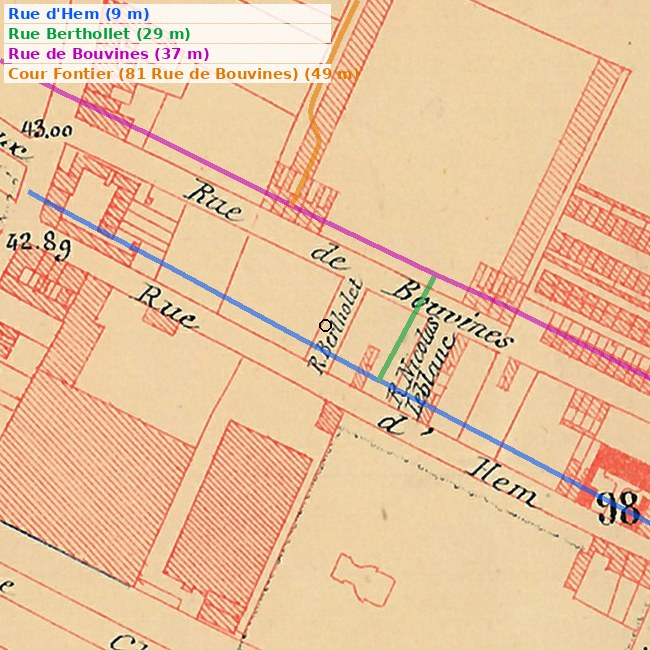 Rue d'Hem (9 m)
Rue Berthollet (29 m)
Rue de Bouvines (37 m)
Cour Fontier (81 Rue de Bouvines) (49 m)
43.00
42.89
Rue de Bouvines
R. Berthollet
R. Nicolas
Leblanc
Rue d'Hem
98